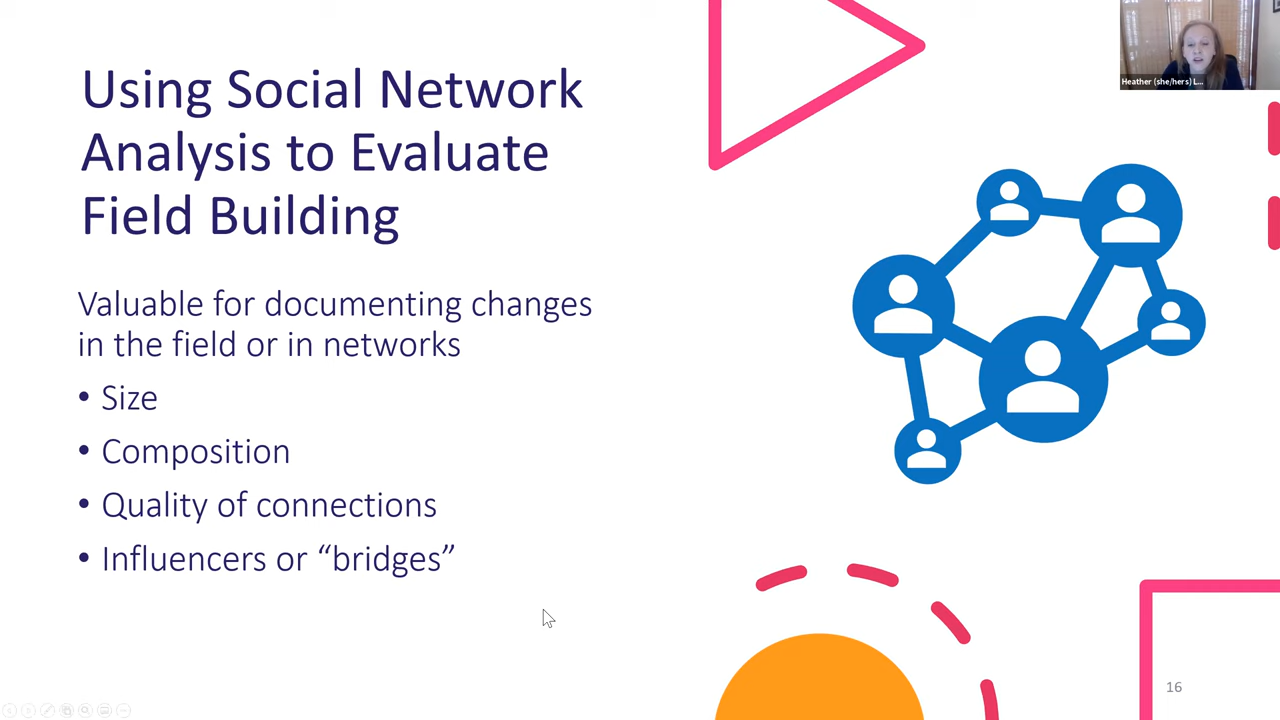 Using Social Network
Analysis to Evaluate
Field Building
Valuable for documenting changes
in the field or in networks
• Size
• Composition
• Quality of connections
• Influencers or “bridges”
Heather (she/hers) L...
16